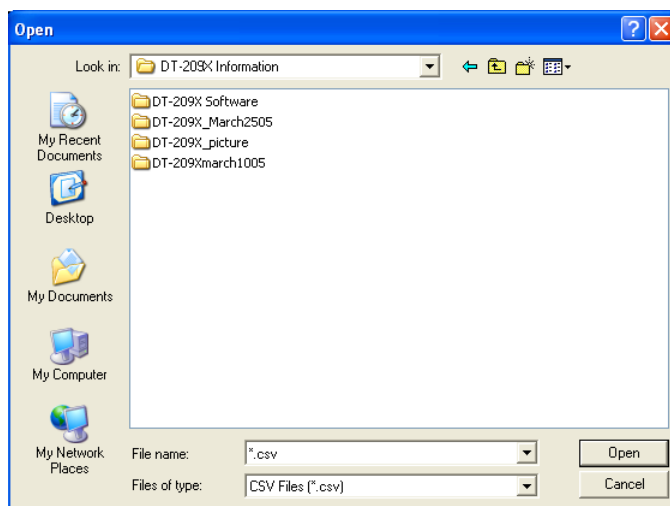 Open
Look in: DT-209X Information
My Recent
Documents
Desktop
My Documents
My Computer
My Network
Places
DT-209X Software
DT-209X_March2505
DT-209X_picture
DT-209Xmarch1005
File name: *.csv
Open
Files of type: CSV Files (*.csv)
Cancel